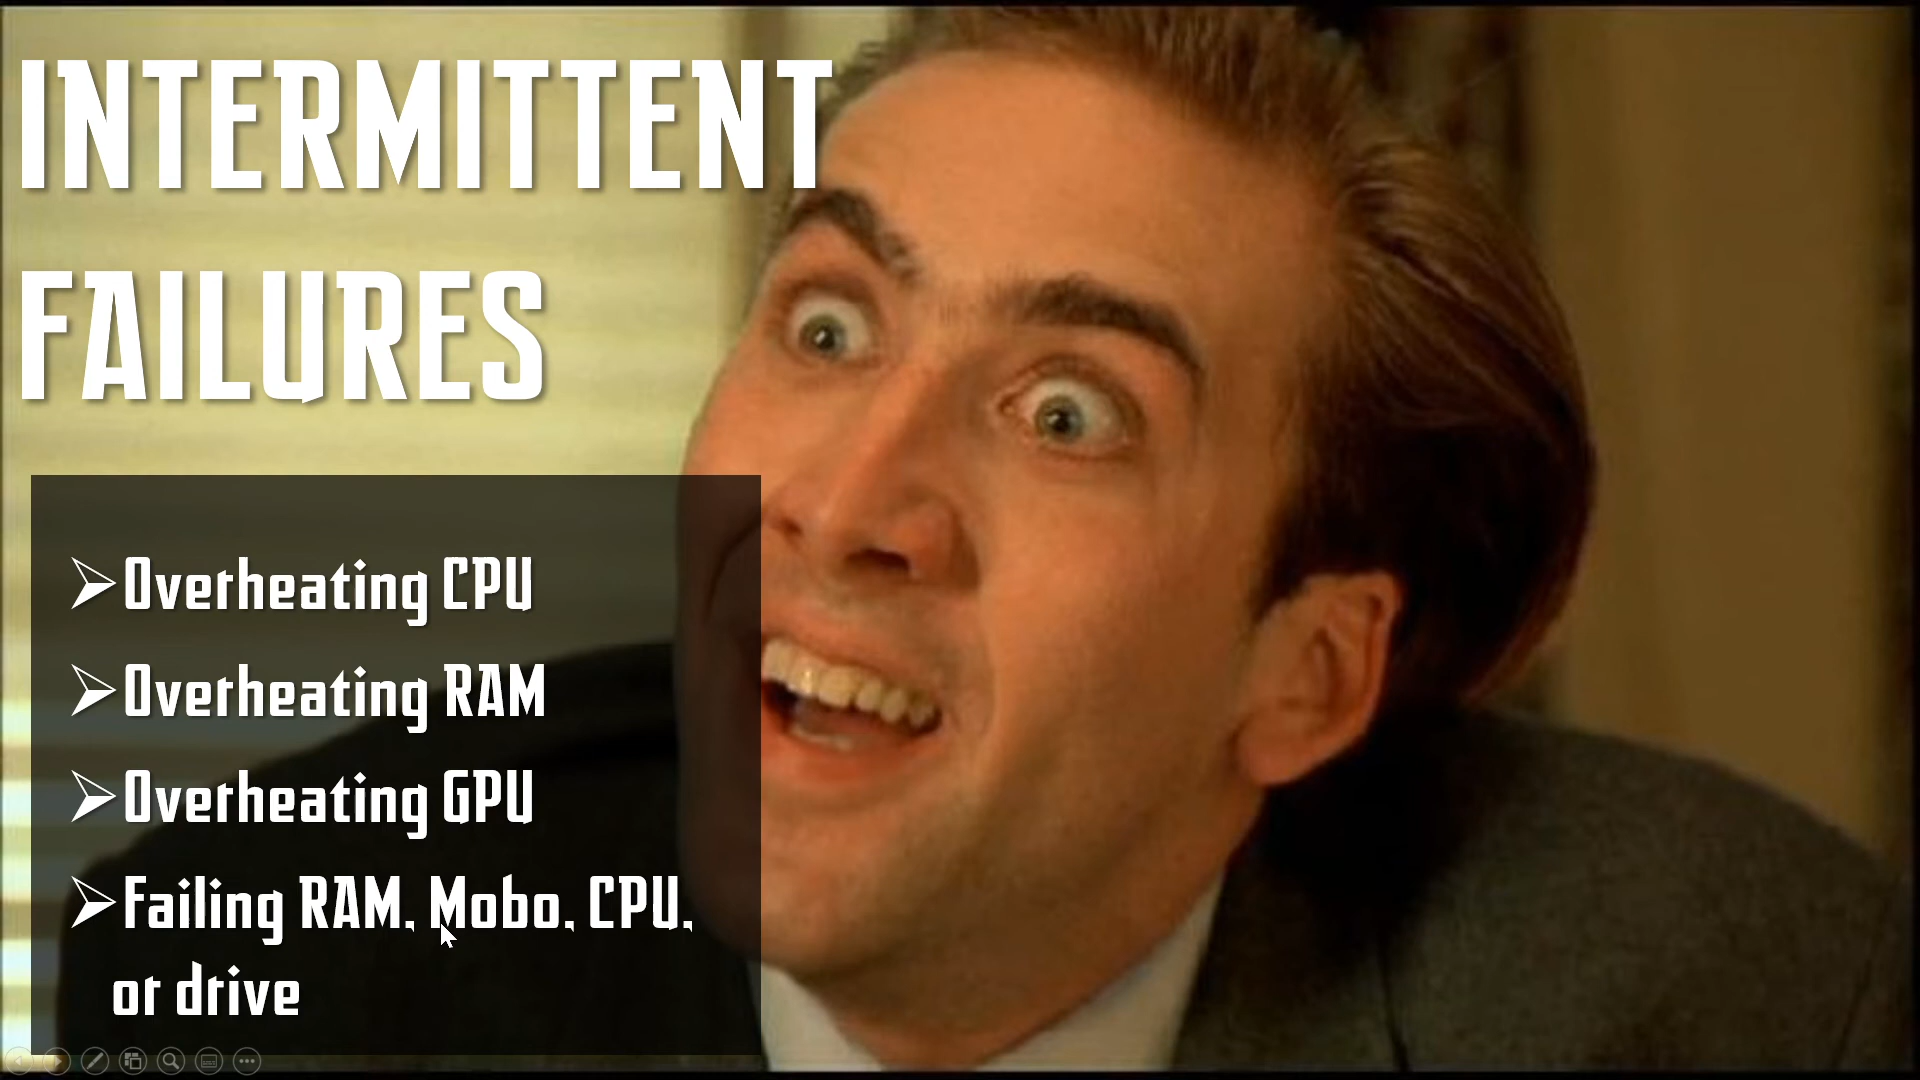 INTERMITTENT
FAILURES
Overheating CPU
Overheating RAM
Overheating GPU
Failing RAM, Mobo, CPU,
or drive